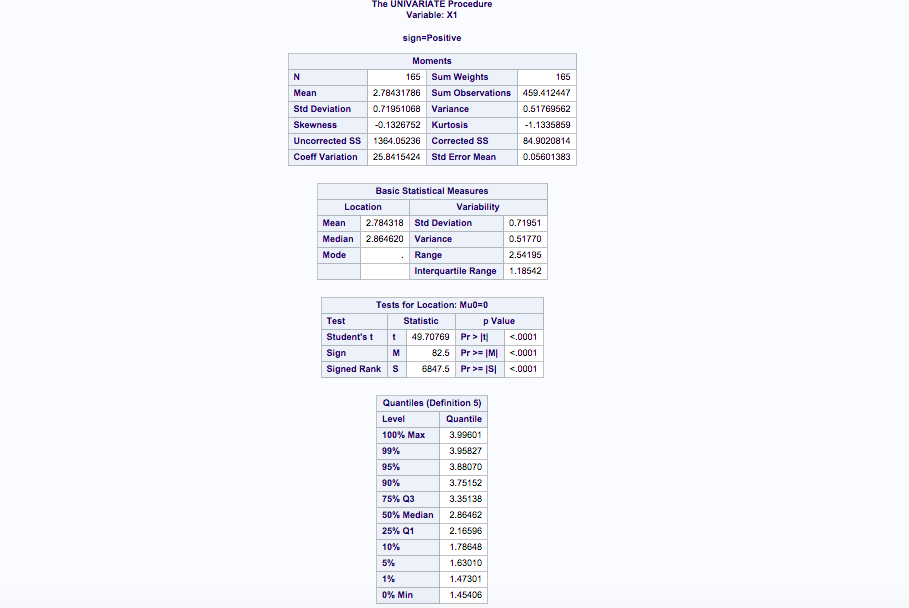 The UNIVARIATE Procedure
Variable: X1
sign=Positive
Moments
N 165 Sum Weights 165
Mean 2.78431786 Sum Observations 459.412447
Std Deviation 0.71951068 Variance 0.51769562
Skewness -0.1326752 Kurtosis -1.1335859
Uncorrected SS 1364.05236 Corrected SS 84.9020814
Coeff Variation 25.8415424 Std Error Mean 0.05601383
Basic Statistical Measures
Location Variability
Mean 2.784318 Std Deviation 0.71951
Median 2.864620 Variance 0.51770
Mode . Range 2.54195
Interquartile Range 1.18542
Tests for Location: Mu0=0
Test Statistic p Value
Student's t t 49.70769 Pr > |t| <.0001
Sign M 82.5 Pr >= |M| <.0001
Signed Rank S 6847.5 Pr >= |S| <.0001
Quantiles (Definition 5)
Level Quantile
100% Max 3.99601
99% 3.95827
95% 3.88070
90% 3.75152
75% Q3 3.35138
50% Median 2.86462
25% Q1 2.16596
10% 1.78648
5% 1.63010
1% 1.47301
0% Min 1.45406